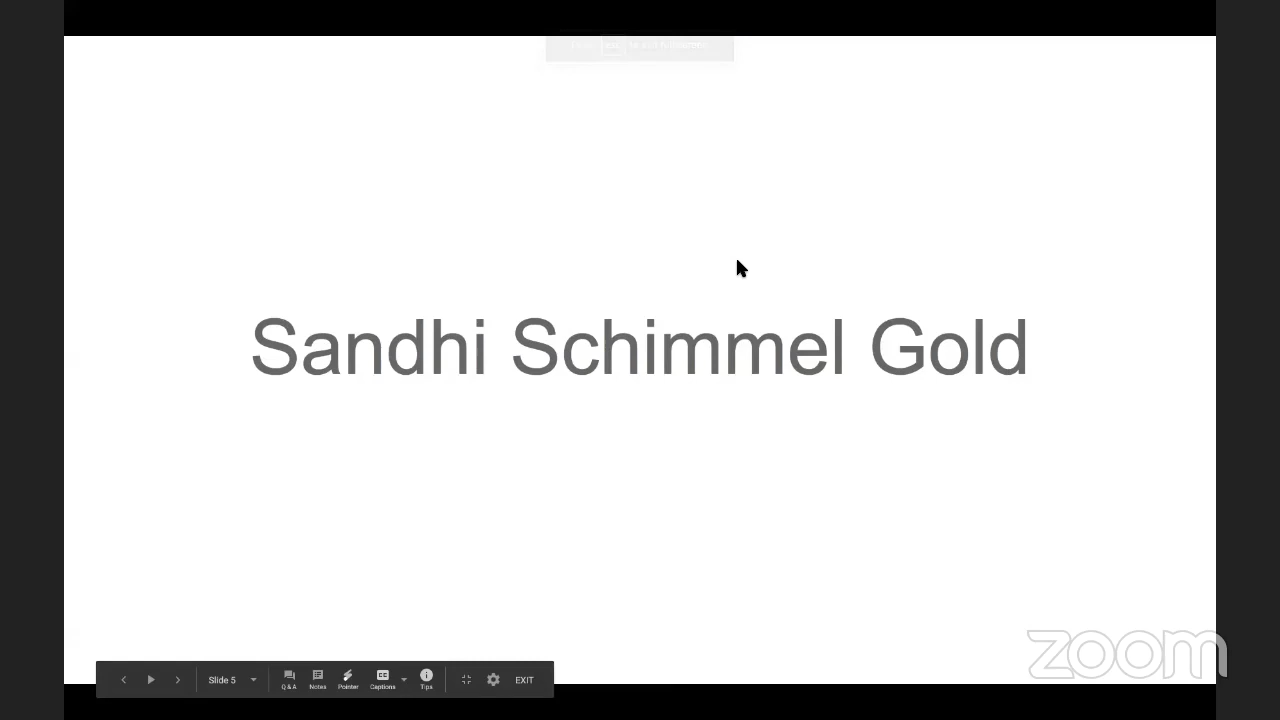 Sandhi Schimmel Gold
zoom
Slide 5
Q & A
Notes
Pointer
Captions
Tips
EXIT